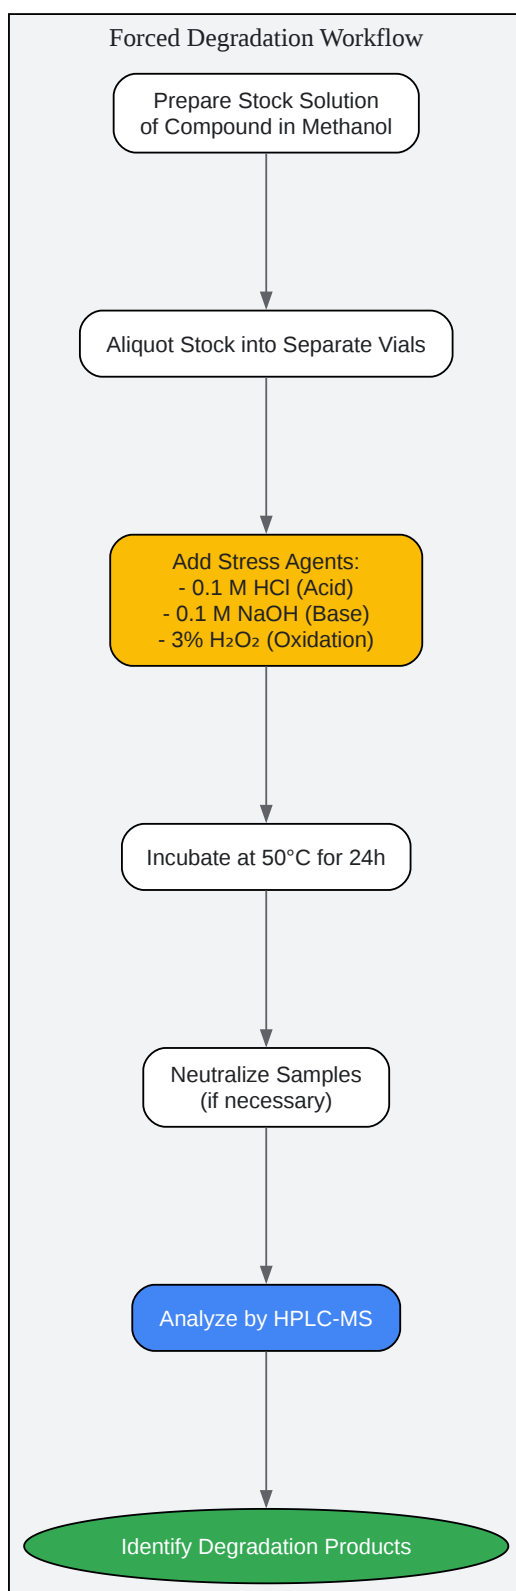 Forced Degradation Workflow
Prepare Stock Solution
of Compound in Methanol
Aliquot Stock into Separate Vials
Add Stress Agents:
- 0.1 M HCl (Acid)
- 0.1 M NaOH (Base)
- 3% H₂O₂ (Oxidation)
Incubate at 50°C for 24h
Neutralize Samples
(if necessary)
Analyze by HPLC-MS
Identify Degradation Products